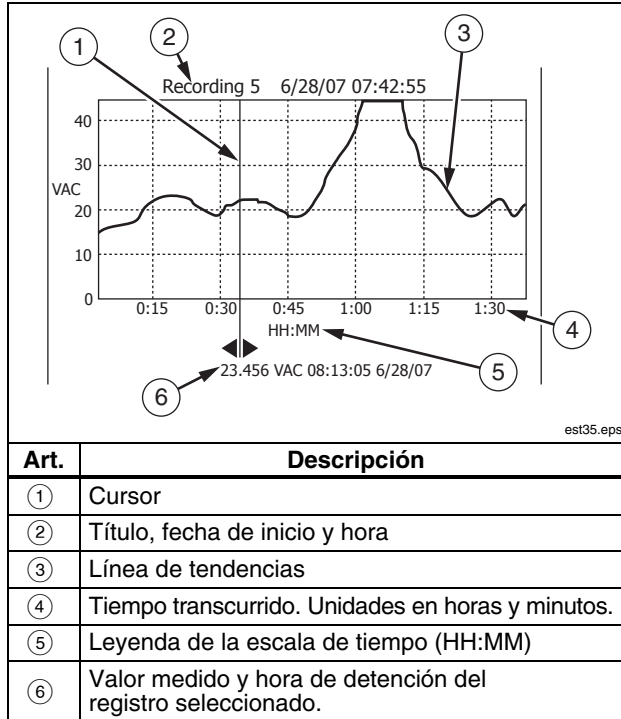 1
2
3
Recording 5 6/28/07 07:42:55
40
30
VAC
20
10
0
0:15 0:30 0:45 1:00 1:15 1:30
HH:MM
4
5
6
23.456 VAC 08:13:05 6/28/07
est35.eps
Art. Descripción
1 Cursor
2 Título, fecha de inicio y hora
3 Línea de tendencias
4 Tiempo transcurrido. Unidades en horas y minutos.
5 Leyenda de la escala de tiempo (HH:MM)
6 Valor medido y hora de detención del
registro seleccionado.